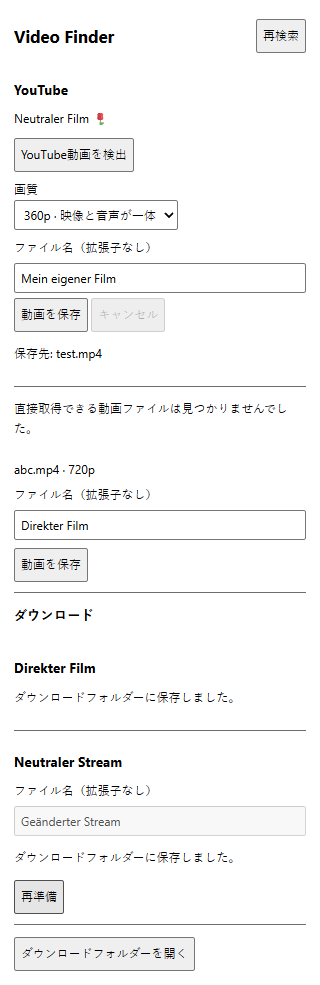 Video Finder
再検索
YouTube
Neutraler Film 🌷
YouTube動画を検出
画質
360p · 映像と音声が一体
ファイル名（拡張子なし）
Mein eigener Film
動画を保存
キャンセル
保存先: test.mp4
直接取得できる動画ファイルは見つかりませんでし
た。
abc.mp4 · 720p
ファイル名（拡張子なし）
Direkter Film
動画を保存
ダウンロード
Direkter Film
ダウンロードフォルダーに保存しました。
Neutraler Stream
ファイル名（拡張子なし）
Geänderter Stream
ダウンロードフォルダーに保存しました。
再準備
ダウンロードフォルダーを開く